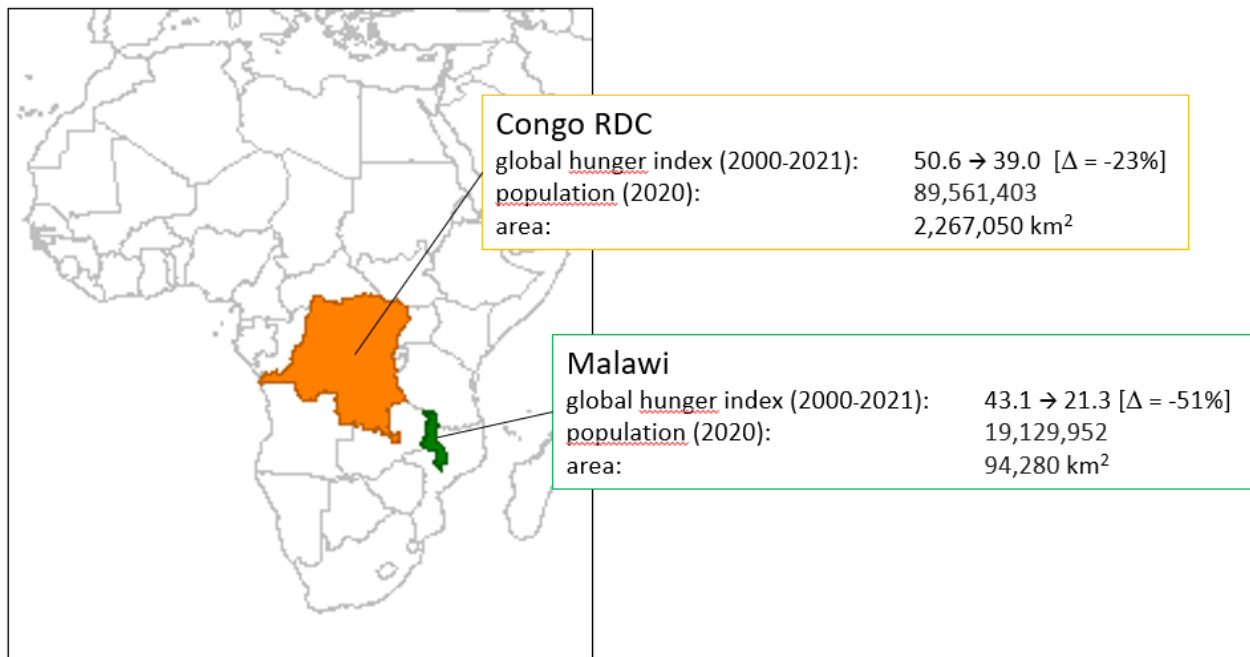 Congo RDC
global hunger index (2000-2021): 50.6 → 39.0 [Δ = -23%]
population (2020): 89,561,403
area: 2,267,050 km²
Malawi
global hunger index (2000-2021): 43.1 → 21.3 [Δ = -51%]
population (2020): 19,129,952
area: 94,280 km²